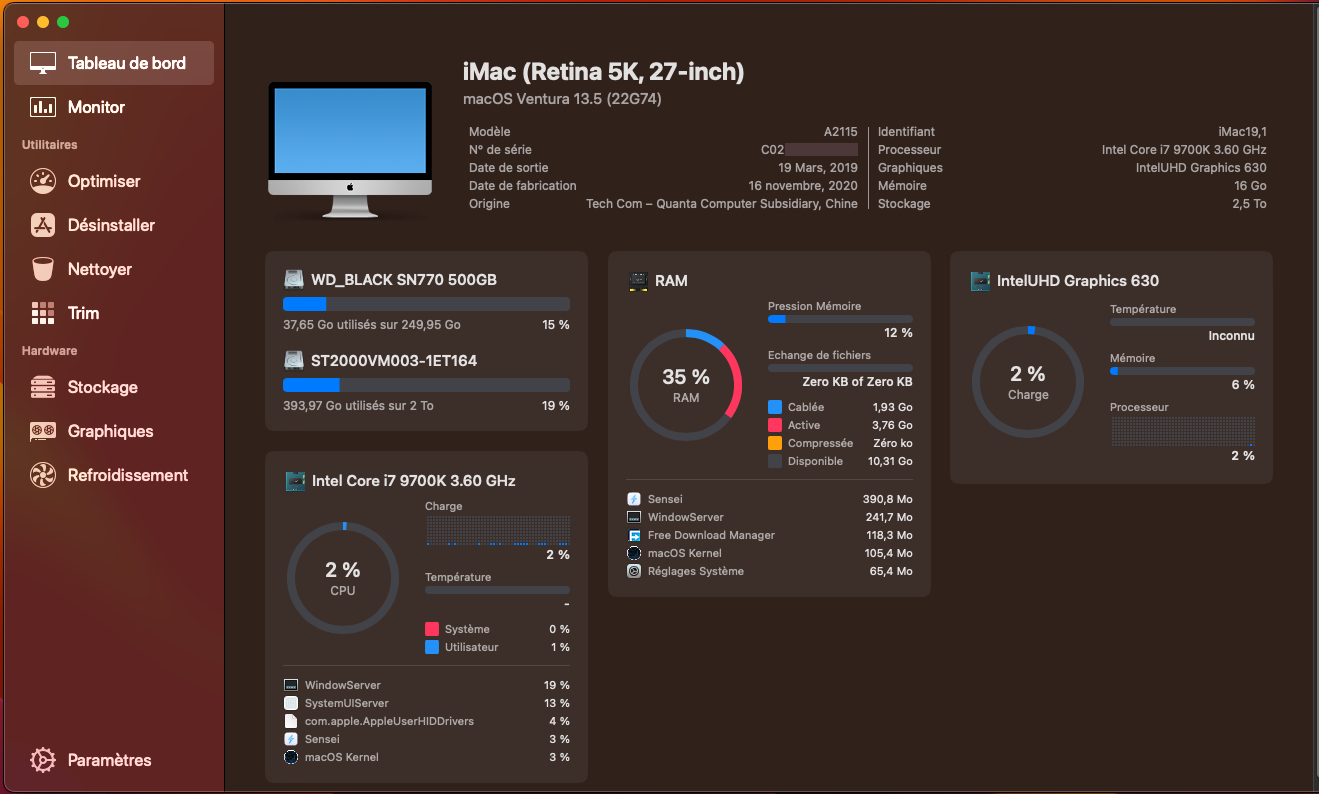 Tableau de bord
Monitor
Utilitaires
Optimiser
Désinstaller
Nettoyer
Trim
Hardware
Stockage
Graphiques
Refroidissement
Paramètres
iMac (Retina 5K, 27-inch)
macOS Ventura 13.5 (22G74)
Modèle A2115
N° de série C02
Date de sortie 19 Mars, 2019
Date de fabrication 16 novembre, 2020
Origine Tech Com – Quanta Computer Subsidiary, Chine
Identifiant iMac19,1
Processeur Intel Core i7 9700K 3.60 GHz
Graphiques IntelUHD Graphics 630
Mémoire 16 Go
Stockage 2,5 To
WD_BLACK SN770 500GB
37,65 Go utilisés sur 249,95 Go 15 %
ST2000VM003-1ET164
393,97 Go utilisés sur 2 To 19 %
Intel Core i7 9700K 3.60 GHz
2 %
CPU
Charge
2 %
Température
-
Système 0 %
Utilisateur 1 %
WindowServer 19 %
SystemUIServer 13 %
com.apple.AppleUserHIDDrivers 4 %
Sensei 3 %
macOS Kernel 3 %
RAM
35 %
RAM
Pression Mémoire
12 %
Echange de fichiers
Zero KB of Zero KB
Cablée 1,93 Go
Active 3,76 Go
Compressée Zéro ko
Disponible 10,31 Go
Sensei 390,8 Mo
WindowServer 241,7 Mo
Free Download Manager 118,3 Mo
macOS Kernel 105,4 Mo
Réglages Système 65,4 Mo
IntelUHD Graphics 630
2 %
Charge
Température
Inconnu
Mémoire
6 %
Processeur
2 %